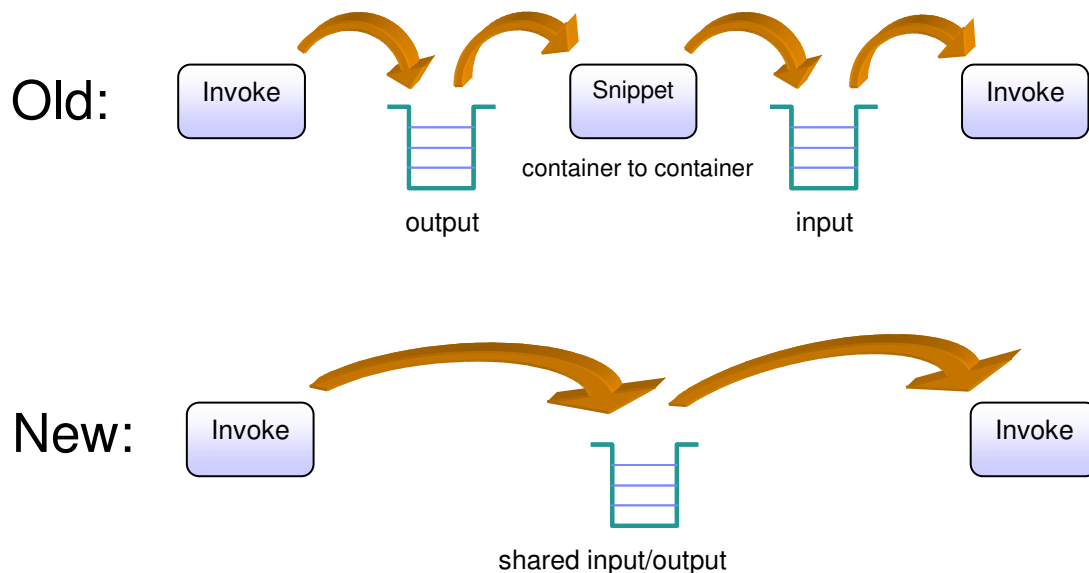 Old:
Invoke
Snippet
Invoke
container to container
output
input
New:
Invoke
Invoke
shared input/output